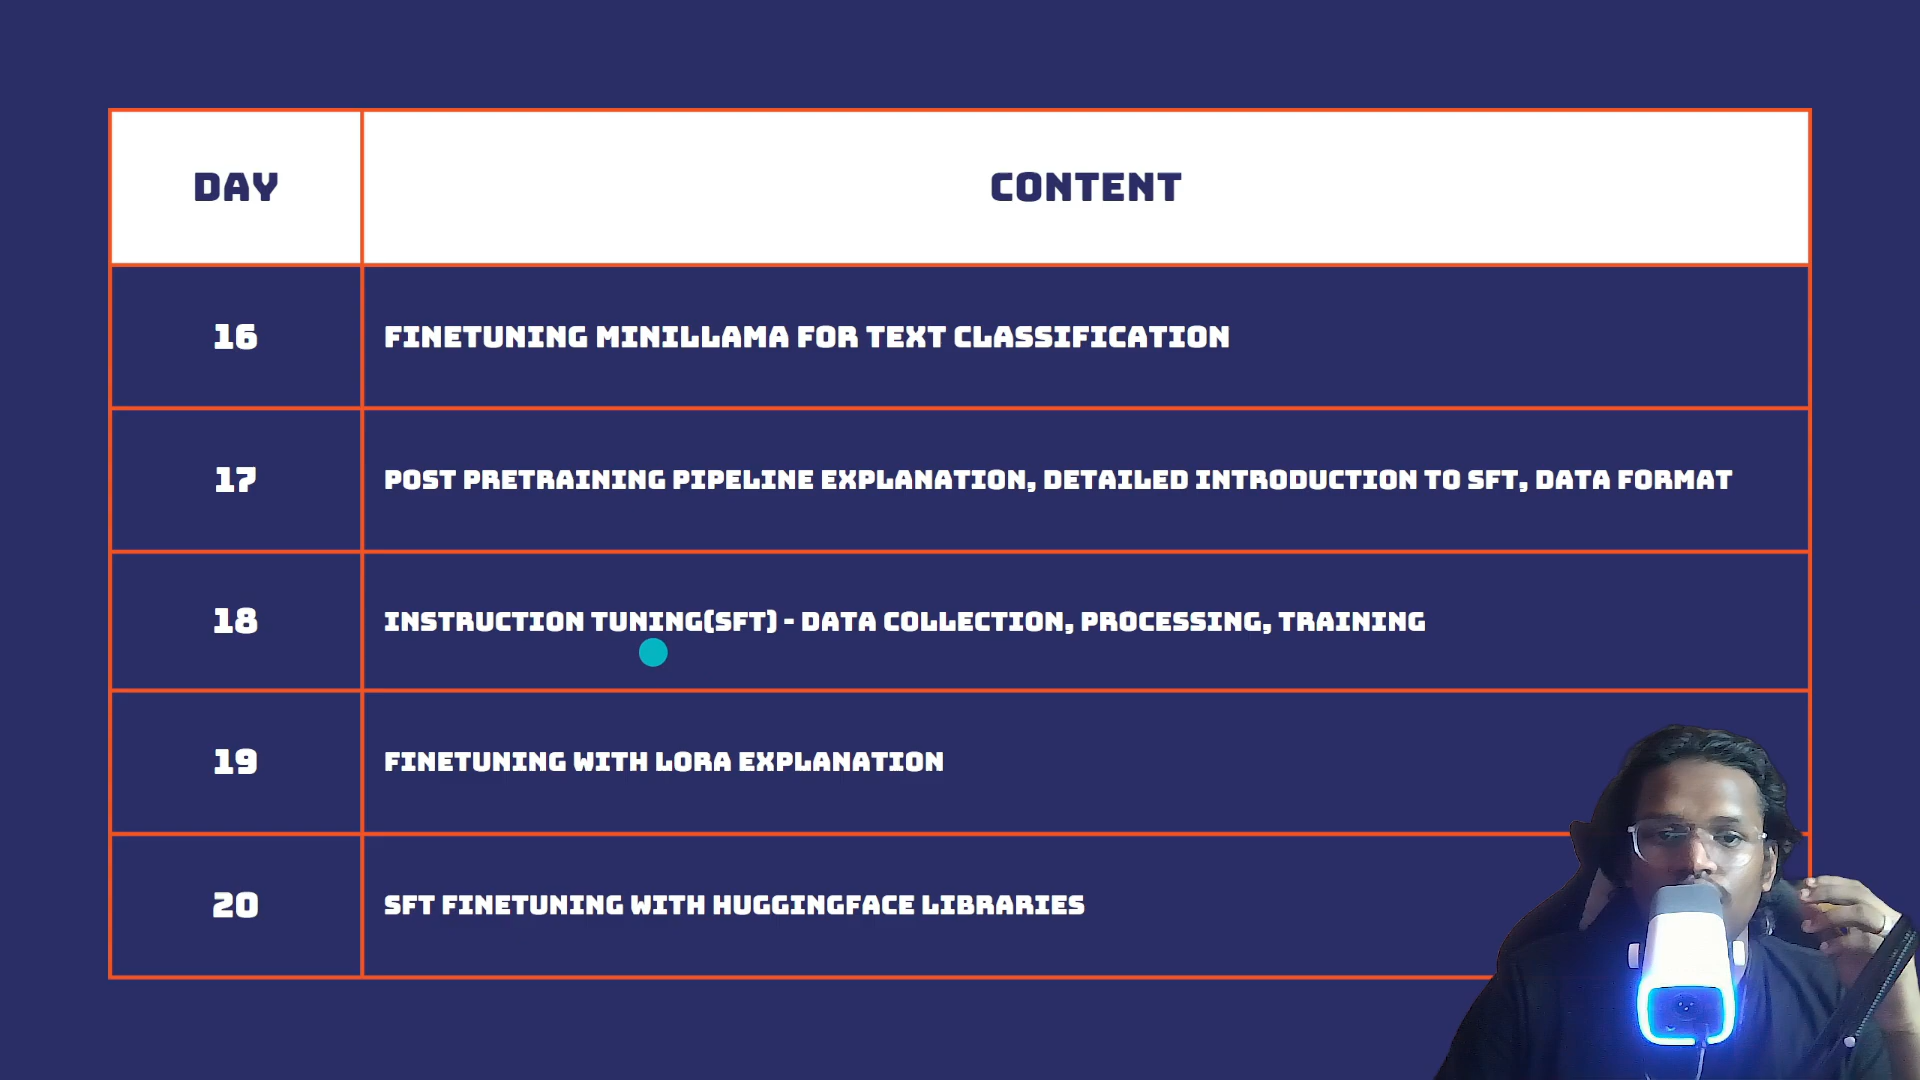 DAY
CONTENT
16
FINETUNING MINILLAMA FOR TEXT CLASSIFICATION
17
POST PRETRAINING PIPELINE EXPLANATION, DETAILED INTRODUCTION TO SFT, DATA FORMAT
18
INSTRUCTION TUNING(SFT) - DATA COLLECTION, PROCESSING, TRAINING
19
FINETUNING WITH LORA EXPLANATION
20
SFT FINETUNING WITH HUGGINGFACE LIBRARIES